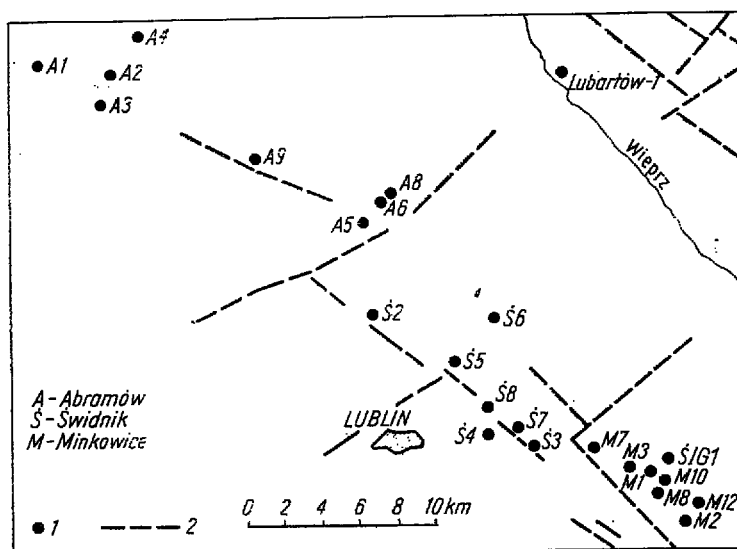 A4
A1
A2
A3
Lubartów-1
Wieprz
A9
A8
A6
A5
Ś2
Ś6
Ś5
A-Abramów
Ś-Świdnik
M-Minkowice
LUBLIN
Ś8
Ś7
Ś4
Ś3
M7
M3
ŚIG1
M1
M10
M8
M12
M2
1
2
0 2 4 6 8 10 km